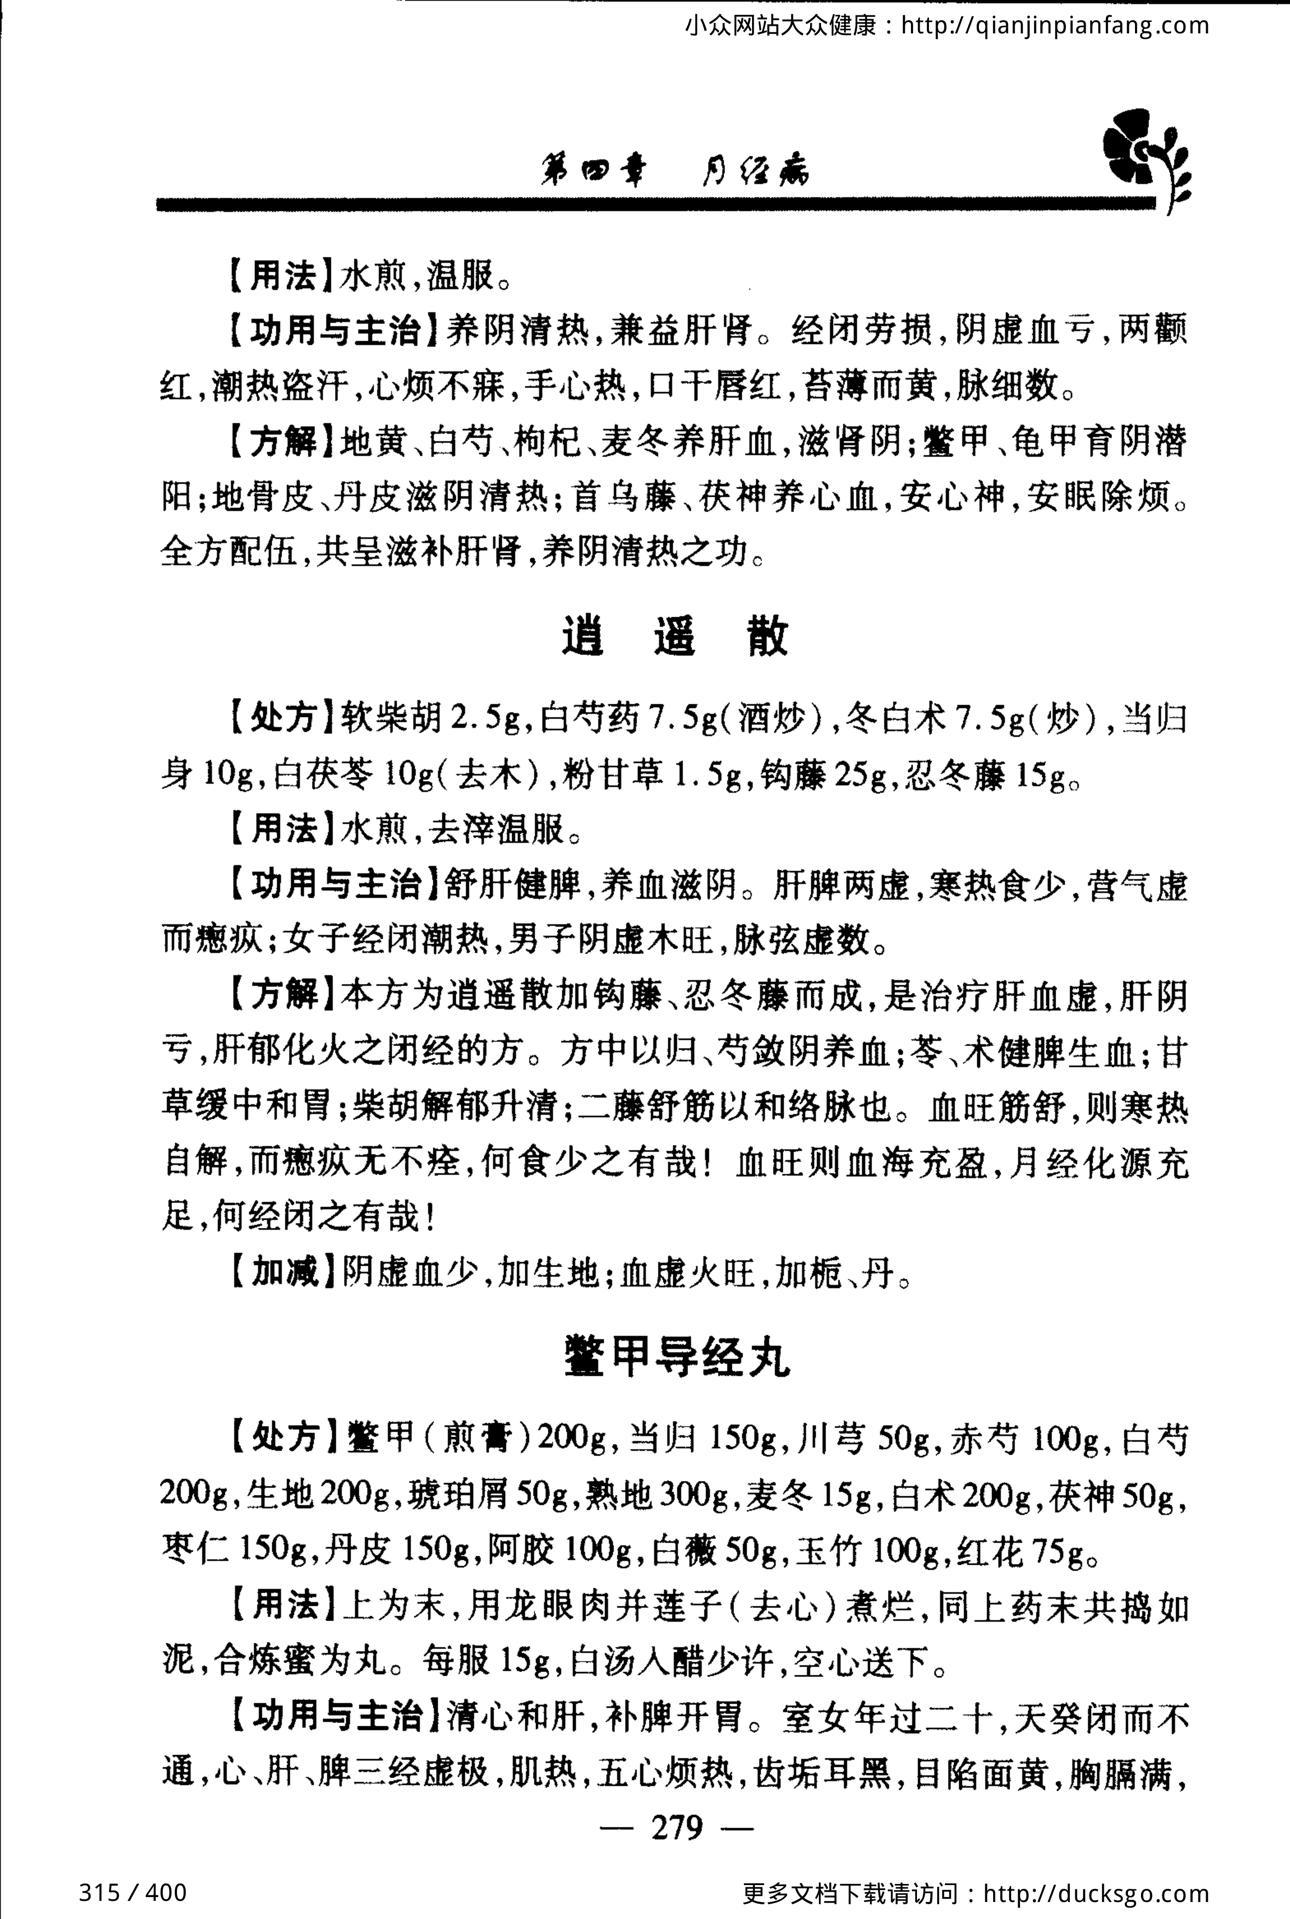 小众网站大众健康：http://qianjinpianfang.com
第四章 月经病
【用法】水煎,温服。
【功用与主治】养阴清热,兼益肝肾。经闭劳损,阴虚血亏,两颧
红,潮热盗汗,心烦不寐,手心热,口干唇红,苔薄而黄,脉细数。
【方解】地黄、白芍、枸杞、麦冬养肝血,滋肾阴;鳖甲、龟甲育阴潜
阳;地骨皮、丹皮滋阴清热;首乌藤、茯神养心血,安心神,安眠除烦。
全方配伍,共呈滋补肝肾,养阴清热之功。
逍遥散
【处方】软柴胡2.5g,白芍药7.5g(酒炒),冬白术7.5g(炒),当归
身10g,白茯苓10g(去木),粉甘草1.5g,钩藤25g,忍冬藤15g。
【用法】水煎,去滓温服。
【功用与主治】舒肝健脾,养血滋阴。肝脾两虚,寒热食少,营气虚
而瘛疭;女子经闭潮热,男子阴虚木旺,脉弦虚数。
【方解】本方为逍遥散加钩藤、忍冬藤而成,是治疗肝血虚,肝阴
亏,肝郁化火之闭经的方。方中以归、芍敛阴养血;苓、术健脾生血;甘
草缓中和胃;柴胡解郁升清;二藤舒筋以和络脉也。血旺筋舒,则寒热
自解,而瘛疭无不痊,何食少之有哉!血旺则血海充盈,月经化源充
足,何经闭之有哉!
【加减】阴虚血少,加生地;血虚火旺,加栀、丹。
鳖甲导经丸
【处方】鳖甲(煎膏)200g,当归150g,川芎50g,赤芍100g,白芍
200g,生地200g,琥珀屑50g,熟地300g,麦冬15g,白术200g,茯神50g,
枣仁150g,丹皮150g,阿胶100g,白薇50g,玉竹100g,红花75g。
【用法】上为末,用龙眼肉并莲子(去心)煮烂,同上药末共捣如
泥,合炼蜜为丸。每服15g,白汤入醋少许,空心送下。
【功用与主治】清心和肝,补脾开胃。室女年过二十,天癸闭而不
通,心、肝、脾三经虚极,肌热,五心烦热,齿垢耳黑,目陷面黄,胸膈满,
— 279 —
315 / 400
更多文档下载请访问：http://ducksgo.com